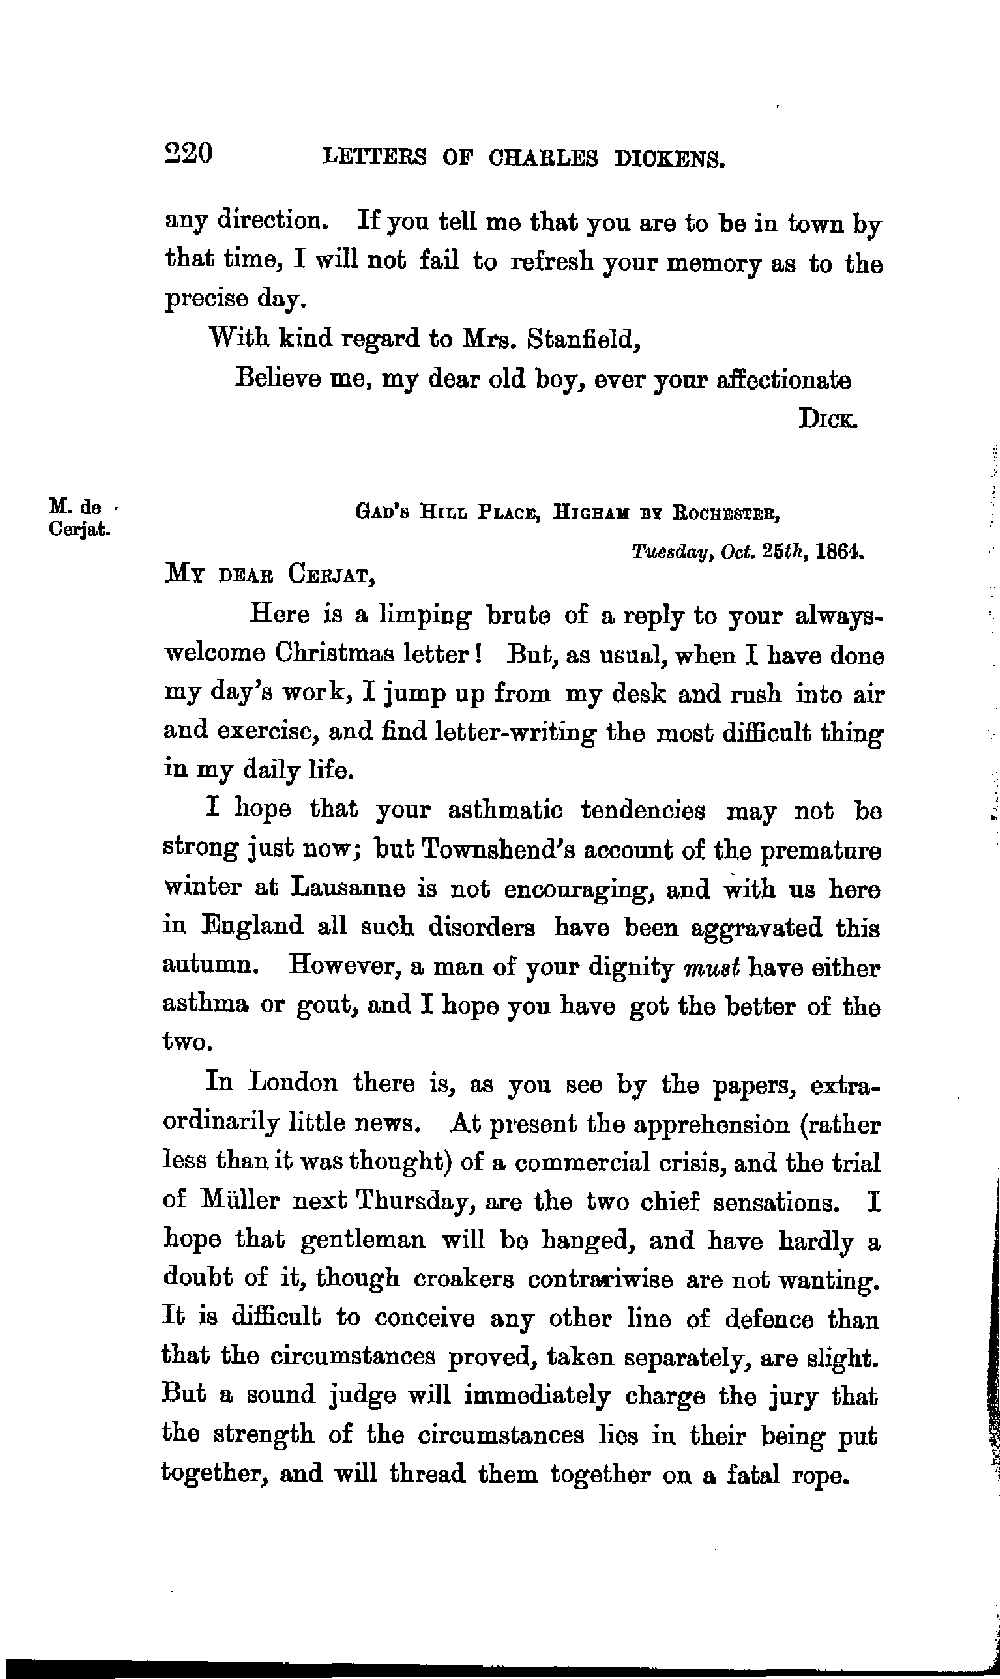 220 LETTERS OF CHARLES DICKENS.
any direction. If you tell me that you are to be in town by
that time, I will not fail to refresh your memory as to the
precise day.
With kind regard to Mrs. Stanfield,
Believe me, my dear old boy, ever your affectionate
DICK.
M. de
Cerjat.
GAD'S HILL PLACE, HIGHAM BY ROCHESTER,
Tuesday, Oct. 25th, 1864.
MY DEAR CERJAT,
Here is a limping brute of a reply to your always-
welcome Christmas letter! But, as usual, when I have done
my day's work, I jump up from my desk and rush into air
and exercise, and find letter-writing the most difficult thing
in my daily life.
I hope that your asthmatic tendencies may not be
strong just now; but Townshend's account of the premature
winter at Lausanne is not encouraging, and with us here
in England all such disorders have been aggravated this
autumn. However, a man of your dignity must have either
asthma or gout, and I hope you have got the better of the
two.
In London there is, as you see by the papers, extra-
ordinarily little news. At present the apprehension (rather
less than it was thought) of a commercial crisis, and the trial
of Müller next Thursday, are the two chief sensations. I
hope that gentleman will be hanged, and have hardly a
doubt of it, though croakers contrariwise are not wanting.
It is difficult to conceive any other line of defence than
that the circumstances proved, taken separately, are slight.
But a sound judge will immediately charge the jury that
the strength of the circumstances lies in their being put
together, and will thread them together on a fatal rope.